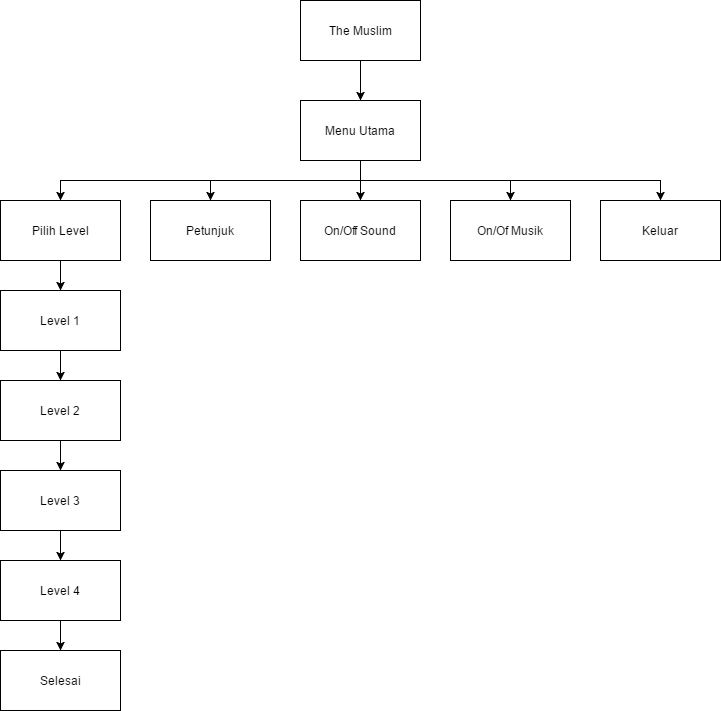 The Muslim
Menu Utama
Pilih Level
Petunjuk
On/Off Sound
On/Of Musik
Keluar
Level 1
Level 2
Level 3
Level 4
Selesai